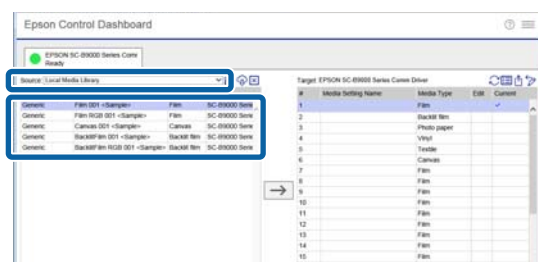 Epson Control Dashboard
EPSON SC-B9000 Series Comm
Ready
Source: Local Media Library
Target: EPSON SC-B9000 Series Comm Driver
# Media Setting Name Media Type Edit Current
Generic Film 001 <Sample> Film SC-B9000 Serie
Generic Film RGB 001 <Sample> Film SC-B9000 Serie
Generic Canvas 001 <Sample> Canvas SC-B9000 Serie
Generic BacklitFilm 001 <Sample> Backlit film SC-B9000 Serie
Generic BacklitFilm RGB 001 <Sample> Backlit film SC-B9000 Serie
1 Film
2 Backlit film
3 Photo paper
4 Vinyl
5 Textile
6 Canvas
7 Film
8 Film
9 Film
10 Film
11 Film
12 Film
13 Film
14 Film
15 Film